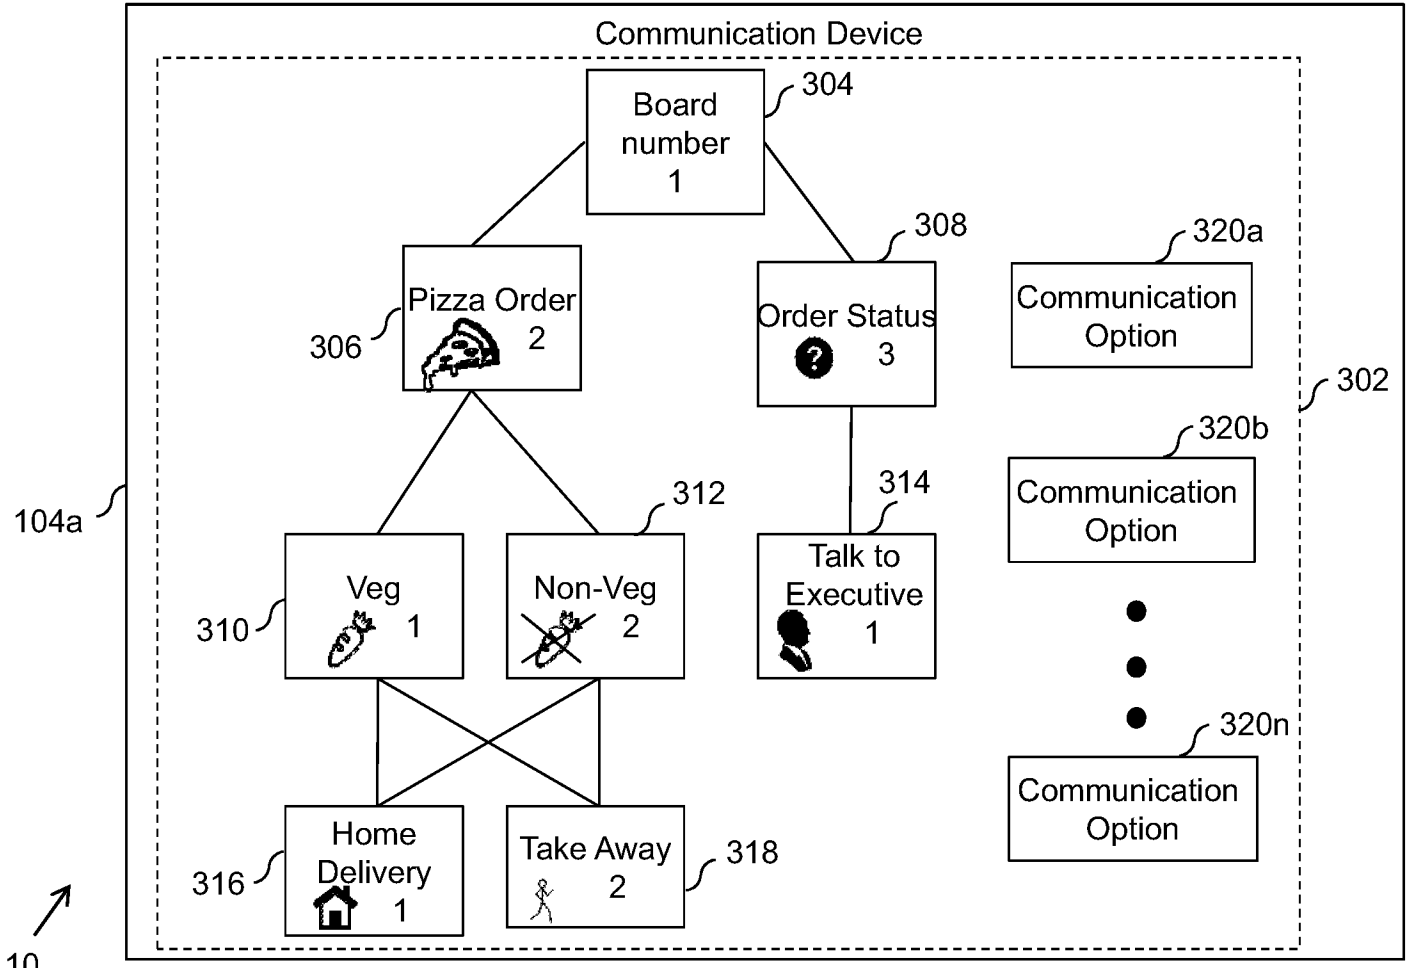 Communication Device
304
Board
number
1
308
320a
Pizza Order
2
306
Order Status
?
3
Communication
Option
302
320b
Communication
Option
104a
312
314
Veg
1
310
Non-Veg
2
Talk to
Executive
1
320n
Communication
Option
Home
Delivery
1
316
Take Away
2
318
10